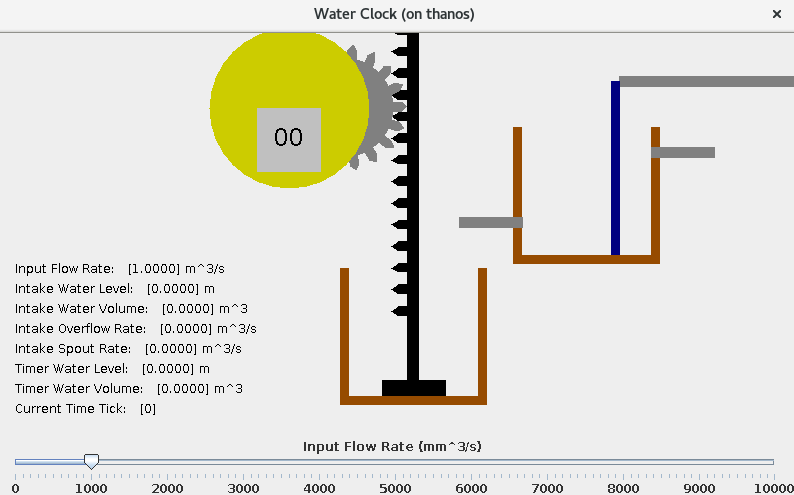 Water Clock (on thanos)
×
00
Input Flow Rate: [1.0000] m^3/s
Intake Water Level: [0.0000] m
Intake Water Volume: [0.0000] m^3
Intake Overflow Rate: [0.0000] m^3/s
Intake Spout Rate: [0.0000] m^3/s
Timer Water Level: [0.0000] m
Timer Water Volume: [0.0000] m^3
Current Time Tick: [0]
Input Flow Rate (mm^3/s)
0 1000 2000 3000 4000 5000 6000 7000 8000 9000 10000